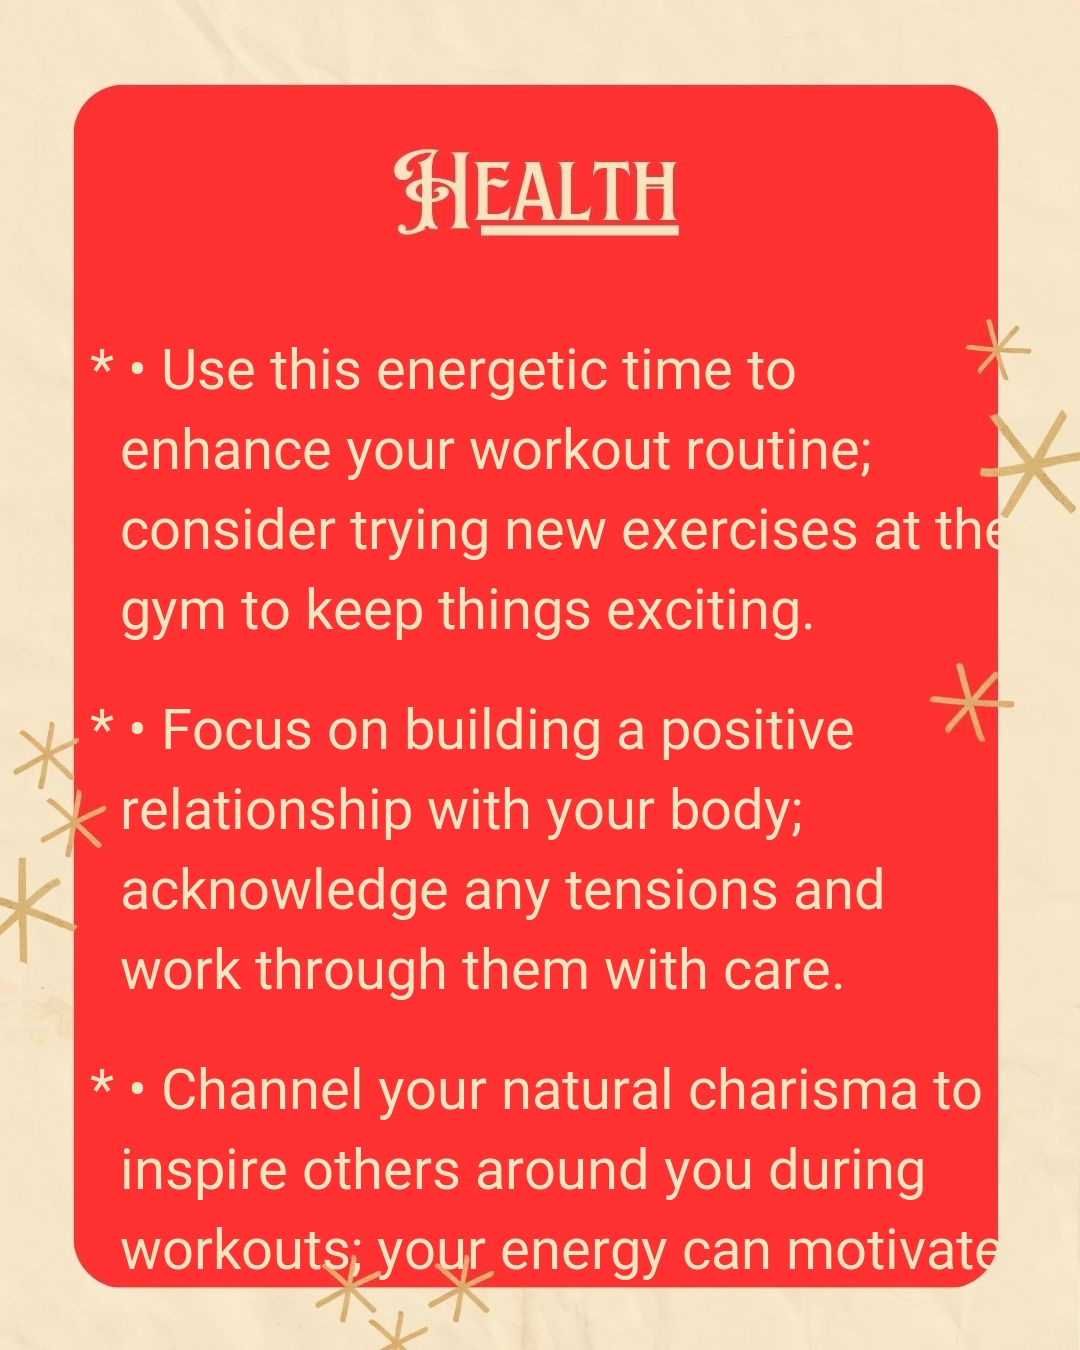 Health
* • Use this energetic time to
enhance your workout routine;
consider trying new exercises at the
gym to keep things exciting.
* • Focus on building a positive
relationship with your body;
acknowledge any tensions and
work through them with care.
* • Channel your natural charisma to
inspire others around you during
workouts; your energy can motivate